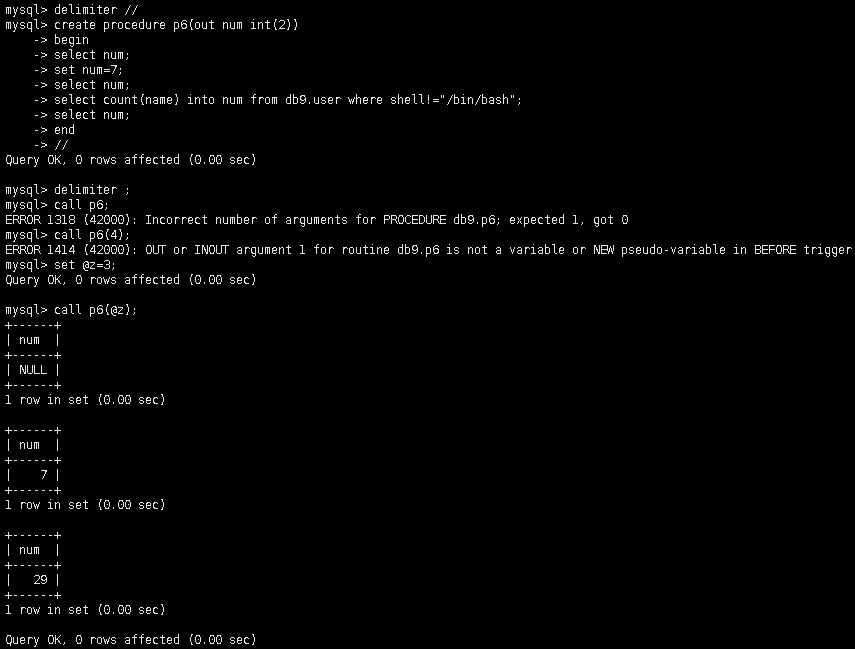 mysql> delimiter //
mysql> create procedure p6(out num int(2))
    -> begin
    -> select num;
    -> set num=7;
    -> select num;
    -> select count(name) into num from db9.user where shell!="/bin/bash";
    -> select num;
    -> end
    -> //
Query OK, 0 rows affected (0.00 sec)

mysql> delimiter ;
mysql> call p6;
ERROR 1318 (42000): Incorrect number of arguments for PROCEDURE db9.p6; expected 1, got 0
mysql> call p6(4);
ERROR 1414 (42000): OUT or INOUT argument 1 for routine db9.p6 is not a variable or NEW pseudo-variable in BEFORE trigger
mysql> set @z=3;
Query OK, 0 rows affected (0.00 sec)

mysql> call p6(@z);
+------+
| num  |
+------+
| NULL |
+------+
1 row in set (0.00 sec)

+------+
| num  |
+------+
|    7 |
+------+
1 row in set (0.00 sec)

+------+
| num  |
+------+
|   29 |
+------+
1 row in set (0.00 sec)

Query OK, 0 rows affected (0.00 sec)